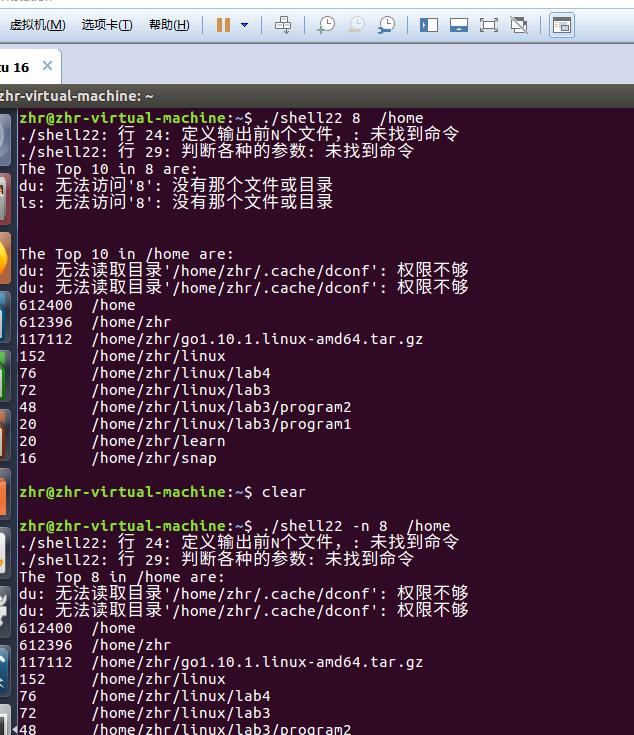 虚拟机(M) 选项卡(T) 帮助(H)
tu 16 ×
zhr-virtual-machine: ~
zhr@zhr-virtual-machine:~$ ./shell22 8  /home
./shell22: 行 24: 定义输出前N个文件，: 未找到命令
./shell22: 行 29: 判断各种的参数: 未找到命令
The Top 10 in 8 are:
du: 无法访问'8': 没有那个文件或目录
ls: 无法访问'8': 没有那个文件或目录
The Top 10 in /home are:
du: 无法读取目录'/home/zhr/.cache/dconf': 权限不够
du: 无法读取目录'/home/zhr/.cache/dconf': 权限不够
612400  /home
612396  /home/zhr
117112  /home/zhr/go1.10.1.linux-amd64.tar.gz
152     /home/zhr/linux
76      /home/zhr/linux/lab4
72      /home/zhr/linux/lab3
48      /home/zhr/linux/lab3/program2
20      /home/zhr/linux/lab3/program1
20      /home/zhr/learn
16      /home/zhr/snap
zhr@zhr-virtual-machine:~$ clear
zhr@zhr-virtual-machine:~$ ./shell22 -n 8  /home
./shell22: 行 24: 定义输出前N个文件，: 未找到命令
./shell22: 行 29: 判断各种的参数: 未找到命令
The Top 8 in /home are:
du: 无法读取目录'/home/zhr/.cache/dconf': 权限不够
du: 无法读取目录'/home/zhr/.cache/dconf': 权限不够
612400  /home
612396  /home/zhr
117112  /home/zhr/go1.10.1.linux-amd64.tar.gz
152     /home/zhr/linux
76      /home/zhr/linux/lab4
72      /home/zhr/linux/lab3
48      /home/zhr/linux/lab3/program2